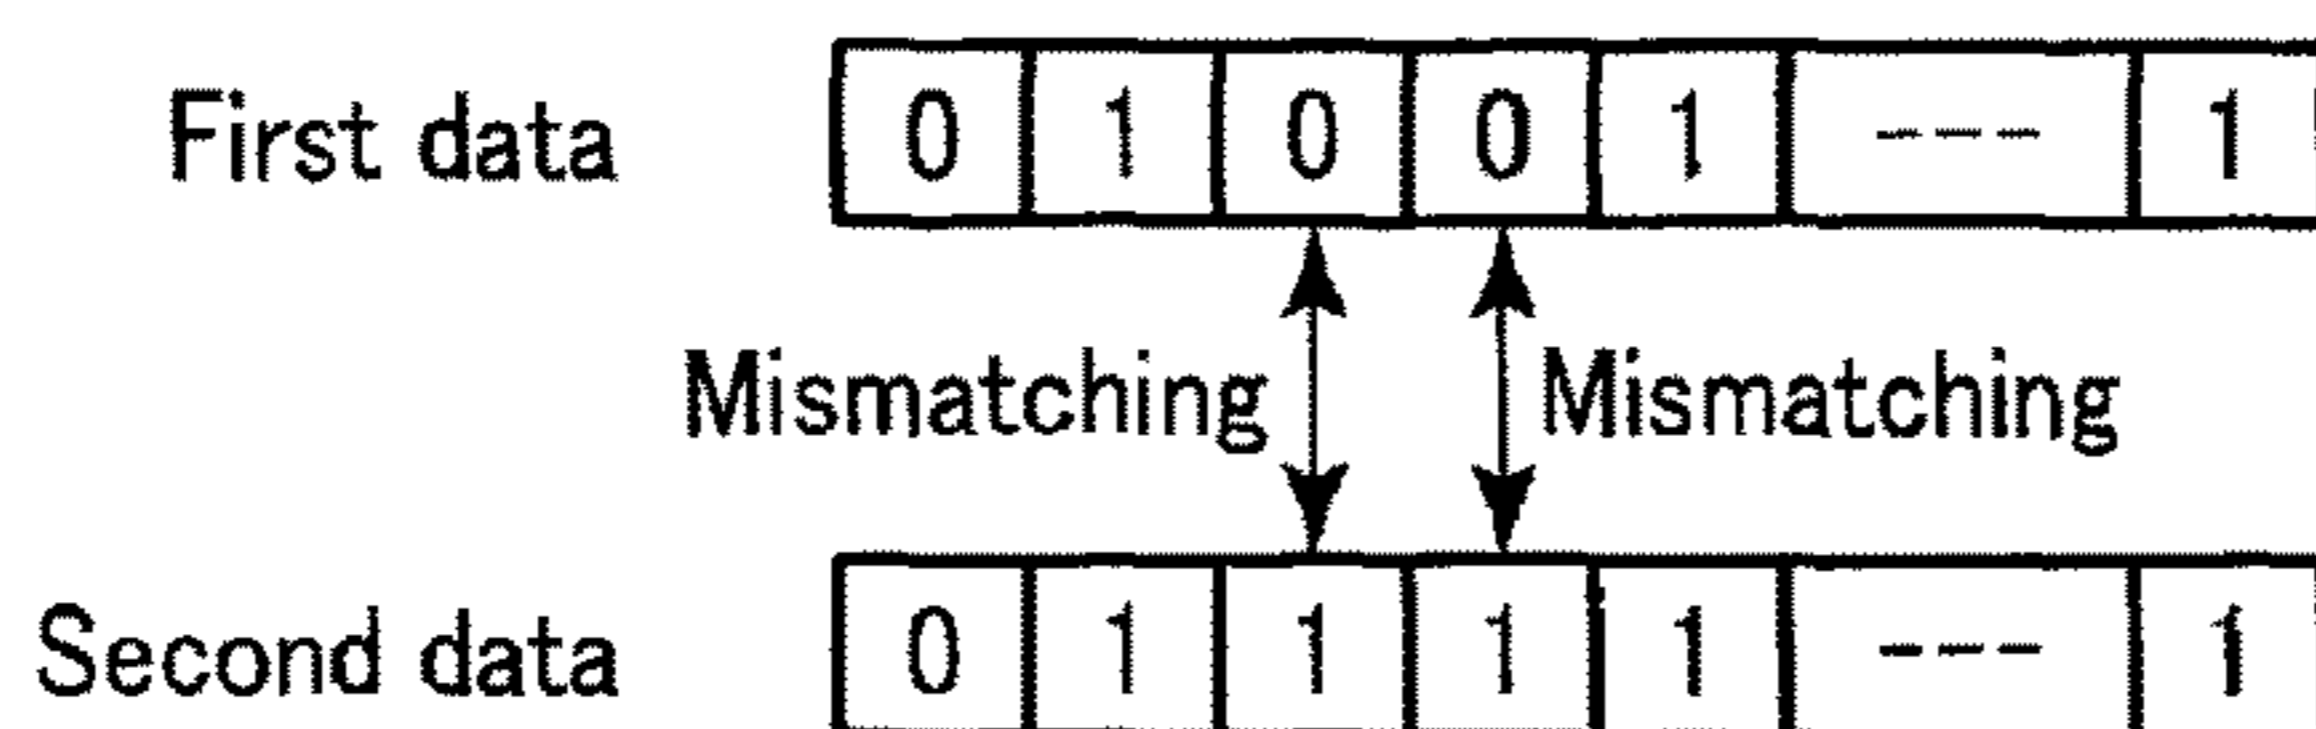 First data 0 1 0 0 1 --- 1
Mismatching Mismatching
Second data 0 1 1 1 1 --- 1